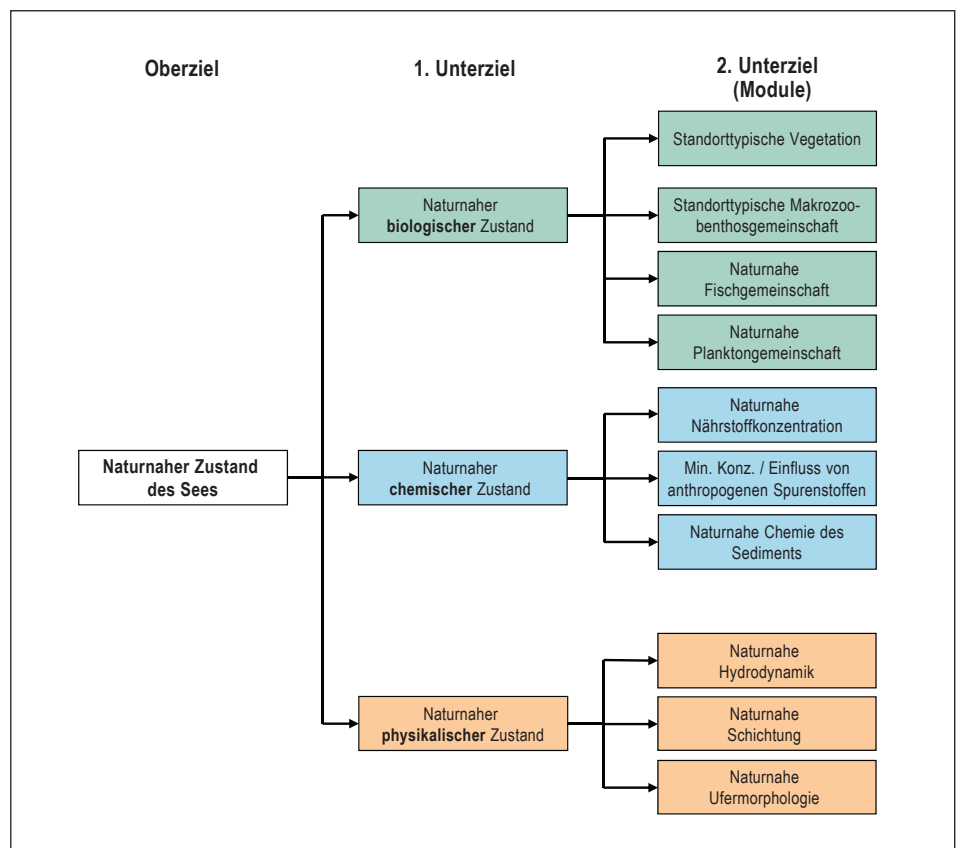 Oberziel
1. Unterziel
2. Unterziel
(Module)
Standorttypische Vegetation
Naturnaher
biologischer Zustand
Standorttypische Makrozoo-
benthosgemeinschaft
Naturnahe
Fischgemeinschaft
Naturnahe
Planktongemeinschaft
Naturnahe
Nährstoffkonzentration
Naturnaher Zustand
des Sees
Naturnaher
chemischer Zustand
Min. Konz. / Einfluss von
anthropogenen Spurenstoffen
Naturnahe Chemie des
Sediments
Naturnahe
Hydrodynamik
Naturnaher
physikalischer Zustand
Naturnahe
Schichtung
Naturnahe
Ufermorphologie